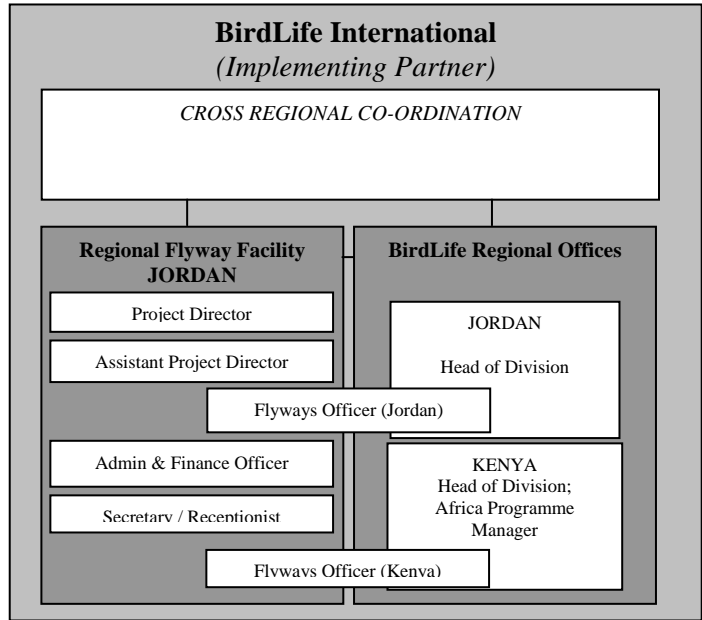 BirdLife International
(Implementing Partner)
CROSS REGIONAL CO-ORDINATION
Regional Flyway Facility
JORDAN
Project Director
Assistant Project Director
Flyways Officer (Jordan)
Admin & Finance Officer
Secretary / Receptionist
Flyways Officer (Kenya)
BirdLife Regional Offices
JORDAN
Head of Division
KENYA
Head of Division;
Africa Programme
Manager